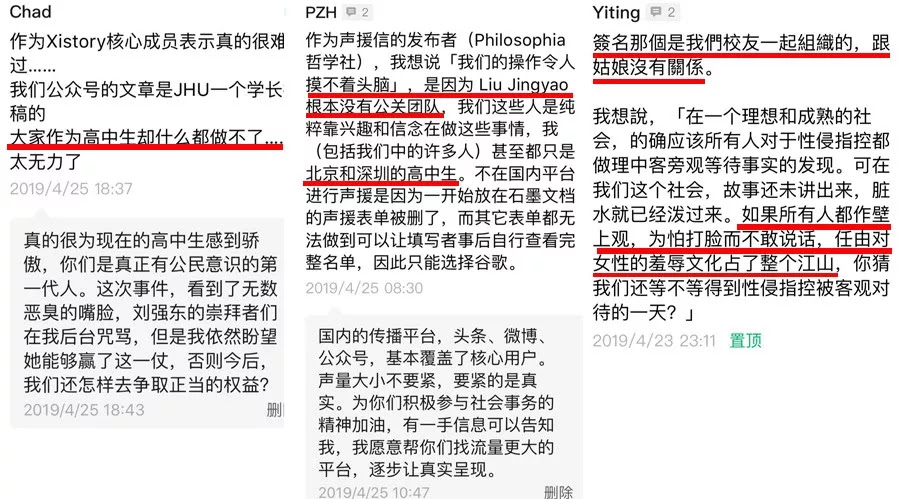 Chad
作为Xistory核心成员表示真的很难
过……
我们公众号的文章是JHU一个学长
稿的
大家作为高中生却什么都做不了…
太无力了
2019/4/25 18:37
真的很为现在的高中生感到骄
傲，你们是真正有公民意识的第
一代人。这次事件，看到了无数
恶臭的嘴脸，刘强东的崇拜者们
在我后台咒骂，但是我依然盼望
她能够赢了这一仗，否则今后，
我们还怎样去争取正当的权益？
2019/4/25 18:43
PZH 2
作为声援信的发布者（Philosophia
哲学社），我想说「我们的操作令人
摸不着头脑」，是因为 Liu Jingyao
根本没有公关团队，我们这些人是纯
粹靠兴趣和信念在做这些事情，我
（包括我们中的许多人）甚至都只是
北京和深圳的高中生。不在国内平台
进行声援是因为一开始放在石墨文档
的声援表单被删了，而其它表单都无
法做到可以让填写者事后自行查看完
整名单，因此只能选择谷歌。
2019/4/25 08:30
国内的传播平台，头条、微博、
公众号，基本覆盖了核心用户。
声量大小不要紧，要紧的是真
实。为你们积极参与社会事务的
精神加油，有一手信息可以告知
我，我愿意帮你们找流量更大的
平台，逐步让真实呈现。
2019/4/25 10:47 删除
Yiting 2
簽名那個是我們校友一起組織的，跟
姑娘沒有關係。
我想說，「在一个理想和成熟的社
会，的确应该所有人对于性侵指控都
做理中客旁观等待事实的发现。可在
我们这个社会，故事还未讲出来，脏
水就已经泼过来。如果所有人都作壁
上观，为怕打脸而不敢说话，任由对
女性的羞辱文化占了整个江山，你猜
我们还等不等得到性侵指控被客观对
待的一天？」
2019/4/23 23:11 置顶